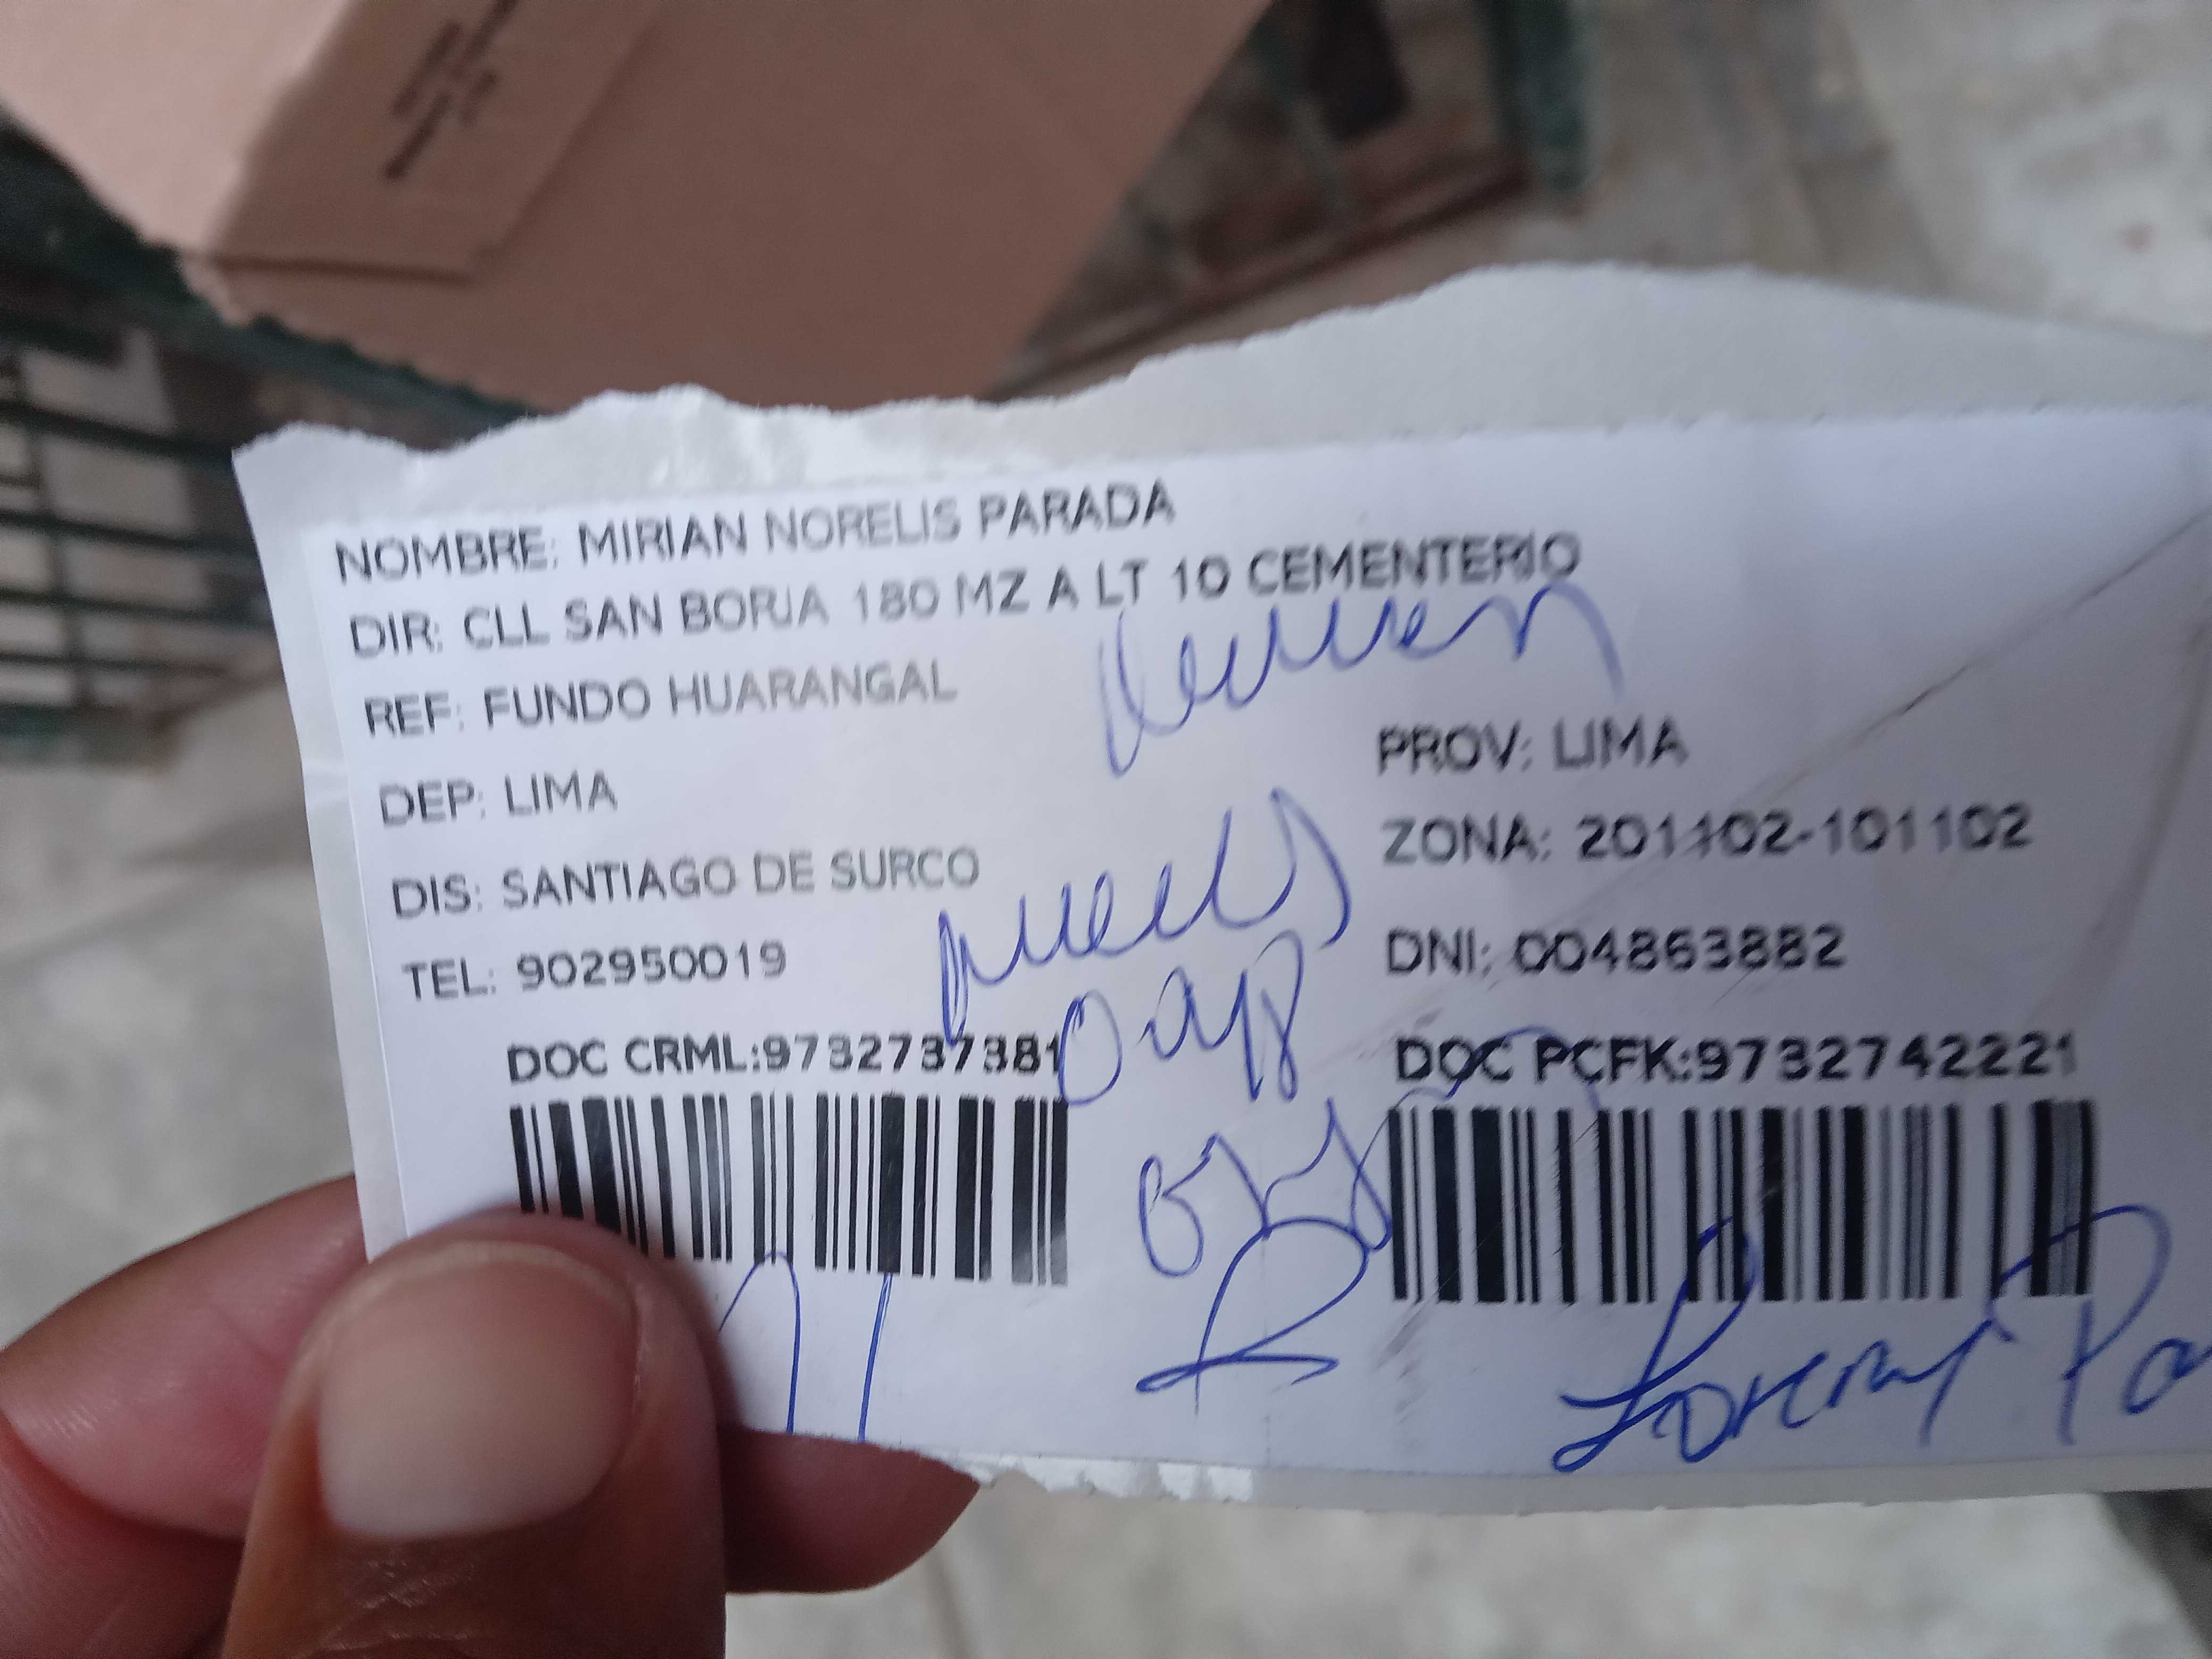 NOMBRE: MIRIAN NORELIS PARADA
DIR: CLL SAN BORJA 180 MZ A LT 10 CEMENTERIO
REF: FUNDO HUARANGAL
DEP: LIMA
PROV: LIMA
ZONA: 201102-101102
DIS: SANTIAGO DE SURCO
TEL: 902950019
DNI: 004863882
DOC CRML:9732737381
DOC PCFK:9732742221